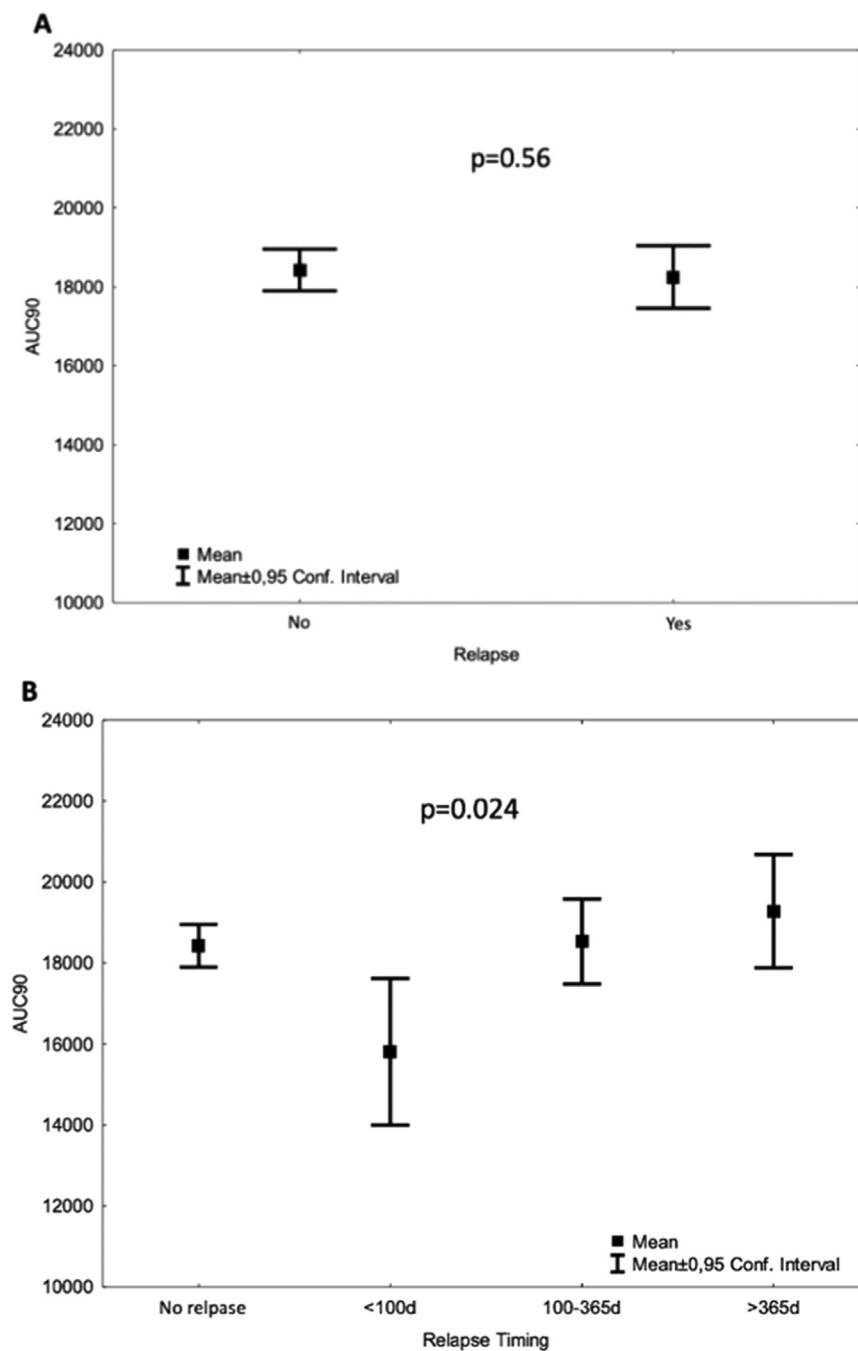 A
24000
22000
20000
18000
16000
14000
12000
10000
AUC90
p=0.56
Mean
Mean±0,95 Conf. Interval
No
Yes
Relapse
B
24000
22000
20000
18000
16000
14000
12000
10000
AUC90
p=0.024
Mean
Mean±0,95 Conf. Interval
No relpase
<100d
100-365d
>365d
Relapse Timing